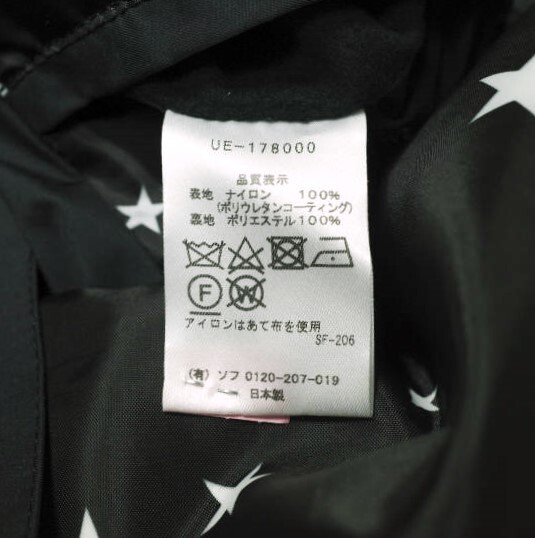 UE-178000
品質表示
表地 ナイロン 100%
(ポリウレタンコーティング)
裏地 ポリエステル100%
F W
アイロンはあて布を使用
SF-206
(有) ソフ 0120-207-019
日本製